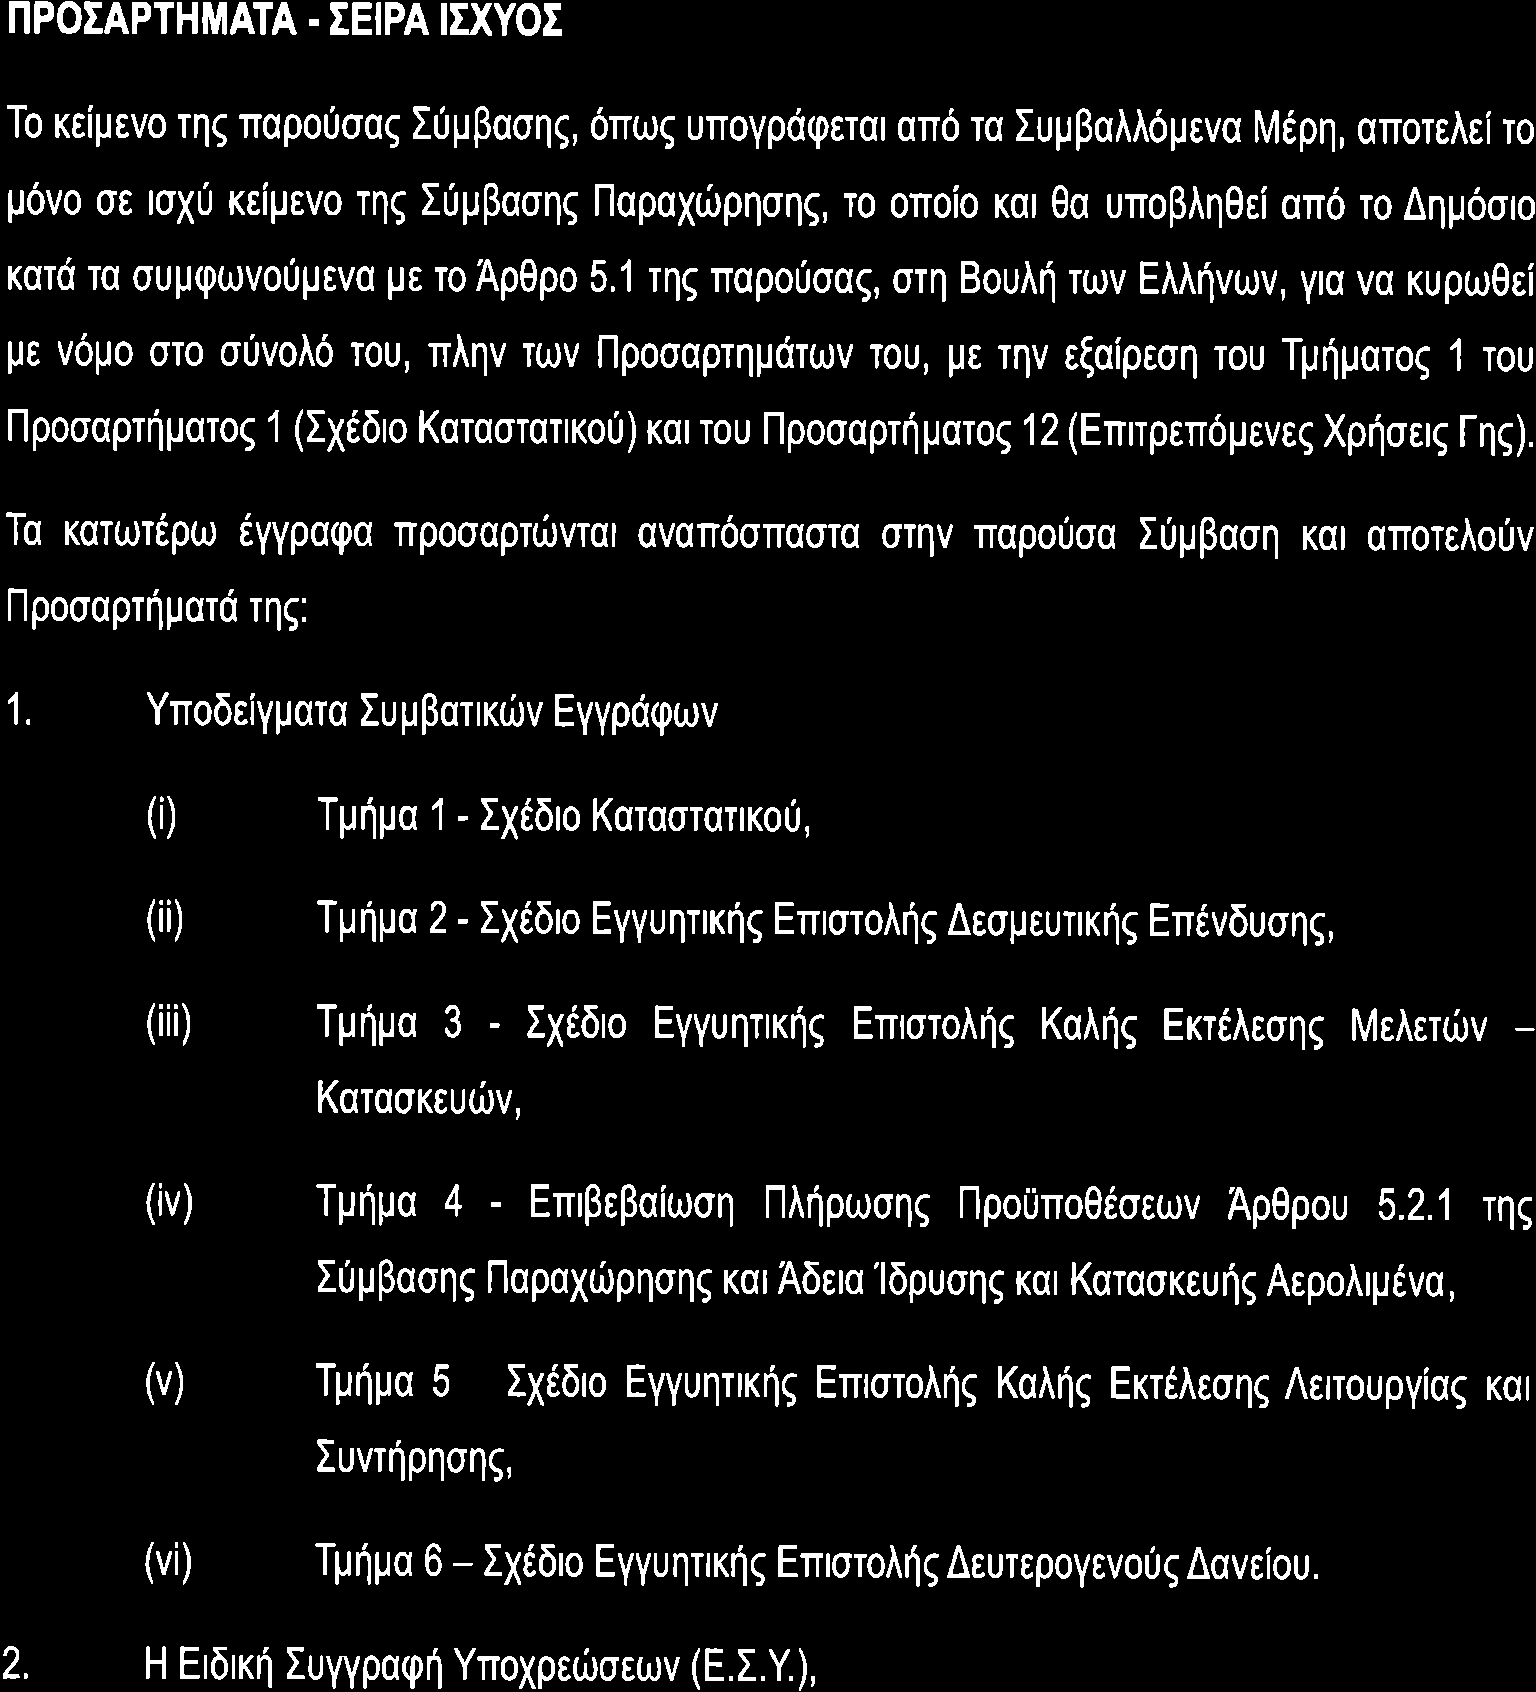 ΠΡΟΣΑΡΤΗΜΑΤΑ - ΣΕΙΡΑ ΙΣΧΥΟΣ
Το κείμενο της παρούσας Σύμβασης, όπως υπογράφεται από τα Συμβαλλόμενα Μέρη, αποτελεί το
μόνο σε ισχύ κείμενο της Σύμβασης Παραχώρησης, το οποίο και θα υποβληθεί από το Δημόσιο
κατά τα συμφωνούμενα με το Άρθρο 5.1 της παρούσας, στη Βουλή των Ελλήνων, για να κυρωθεί
με νόμο στο σύνολό του, πλην των Προσαρτημάτων του, με την εξαίρεση του Τμήματος 1 του
Προσαρτήματος 1 (Σχέδιο Καταστατικού) και του Προσαρτήματος 12 (Επιτρεπόμενες Χρήσεις Γης).
Τα κατωτέρω έγγραφα προσαρτώνται αναπόσπαστα στην παρούσα Σύμβαση και αποτελούν
Προσαρτήματά της:
1. Υποδείγματα Συμβατικών Εγγράφων
(i) Τμήμα 1 - Σχέδιο Καταστατικού,
(ii) Τμήμα 2 - Σχέδιο Εγγυητικής Επιστολής Δεσμευτικής Επένδυσης,
(iii) Τμήμα 3 - Σχέδιο Εγγυητικής Επιστολής Καλής Εκτέλεσης Μελετών –
Κατασκευών,
(iv) Τμήμα 4 - Επιβεβαίωση Πλήρωσης Προϋποθέσεων Άρθρου 5.2.1 της
Σύμβασης Παραχώρησης και Άδεια Ίδρυσης και Κατασκευής Αερολιμένα,
(v) Τμήμα 5 Σχέδιο Εγγυητικής Επιστολής Καλής Εκτέλεσης Λειτουργίας και
Συντήρησης,
(vi) Τμήμα 6 – Σχέδιο Εγγυητικής Επιστολής Δευτερογενούς Δανείου.
2. Η Ειδική Συγγραφή Υποχρεώσεων (Ε.Σ.Υ.),